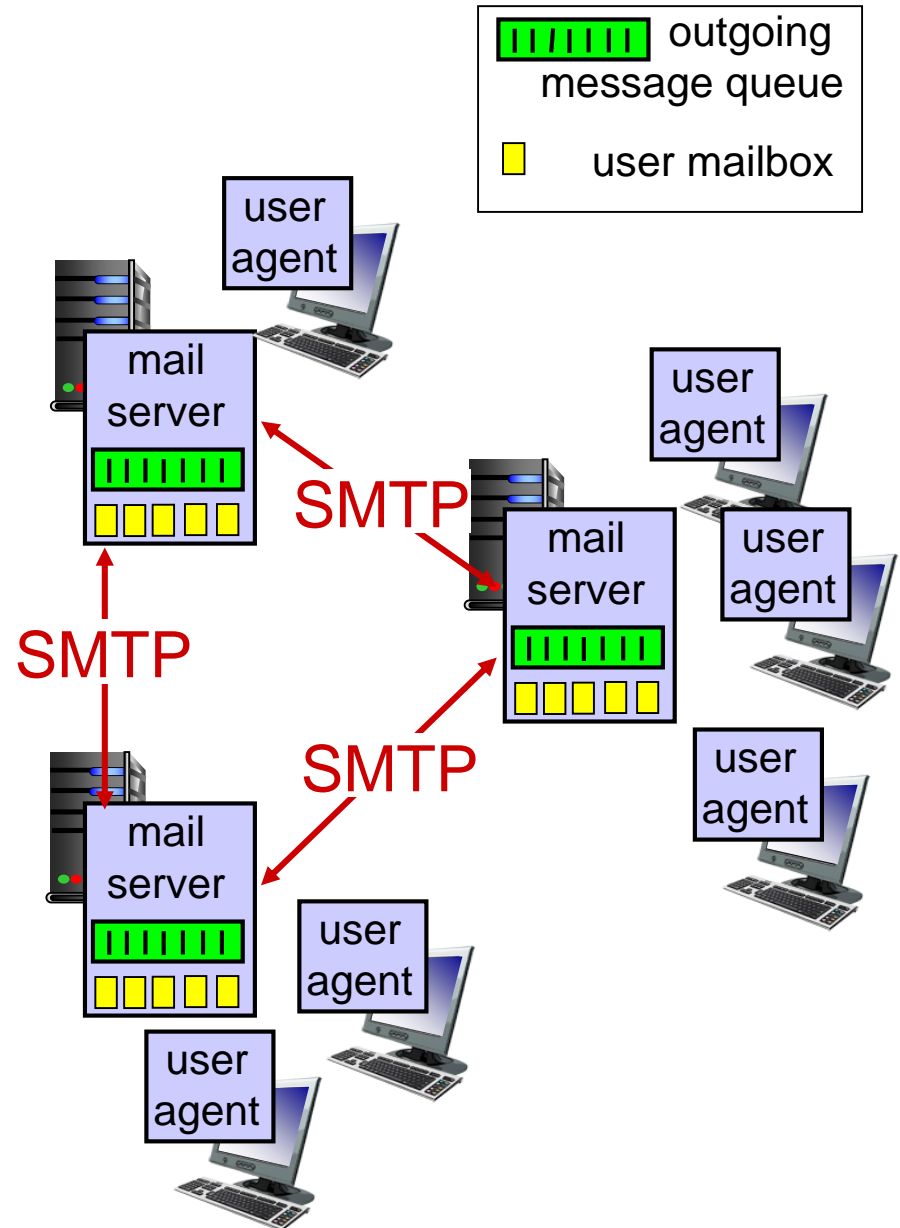 outgoing
message queue
user mailbox
user
agent
mail
server
user
agent
SMTP
mail
server
user
agent
SMTP
SMTP
user
agent
mail
server
user
agent
user
agent